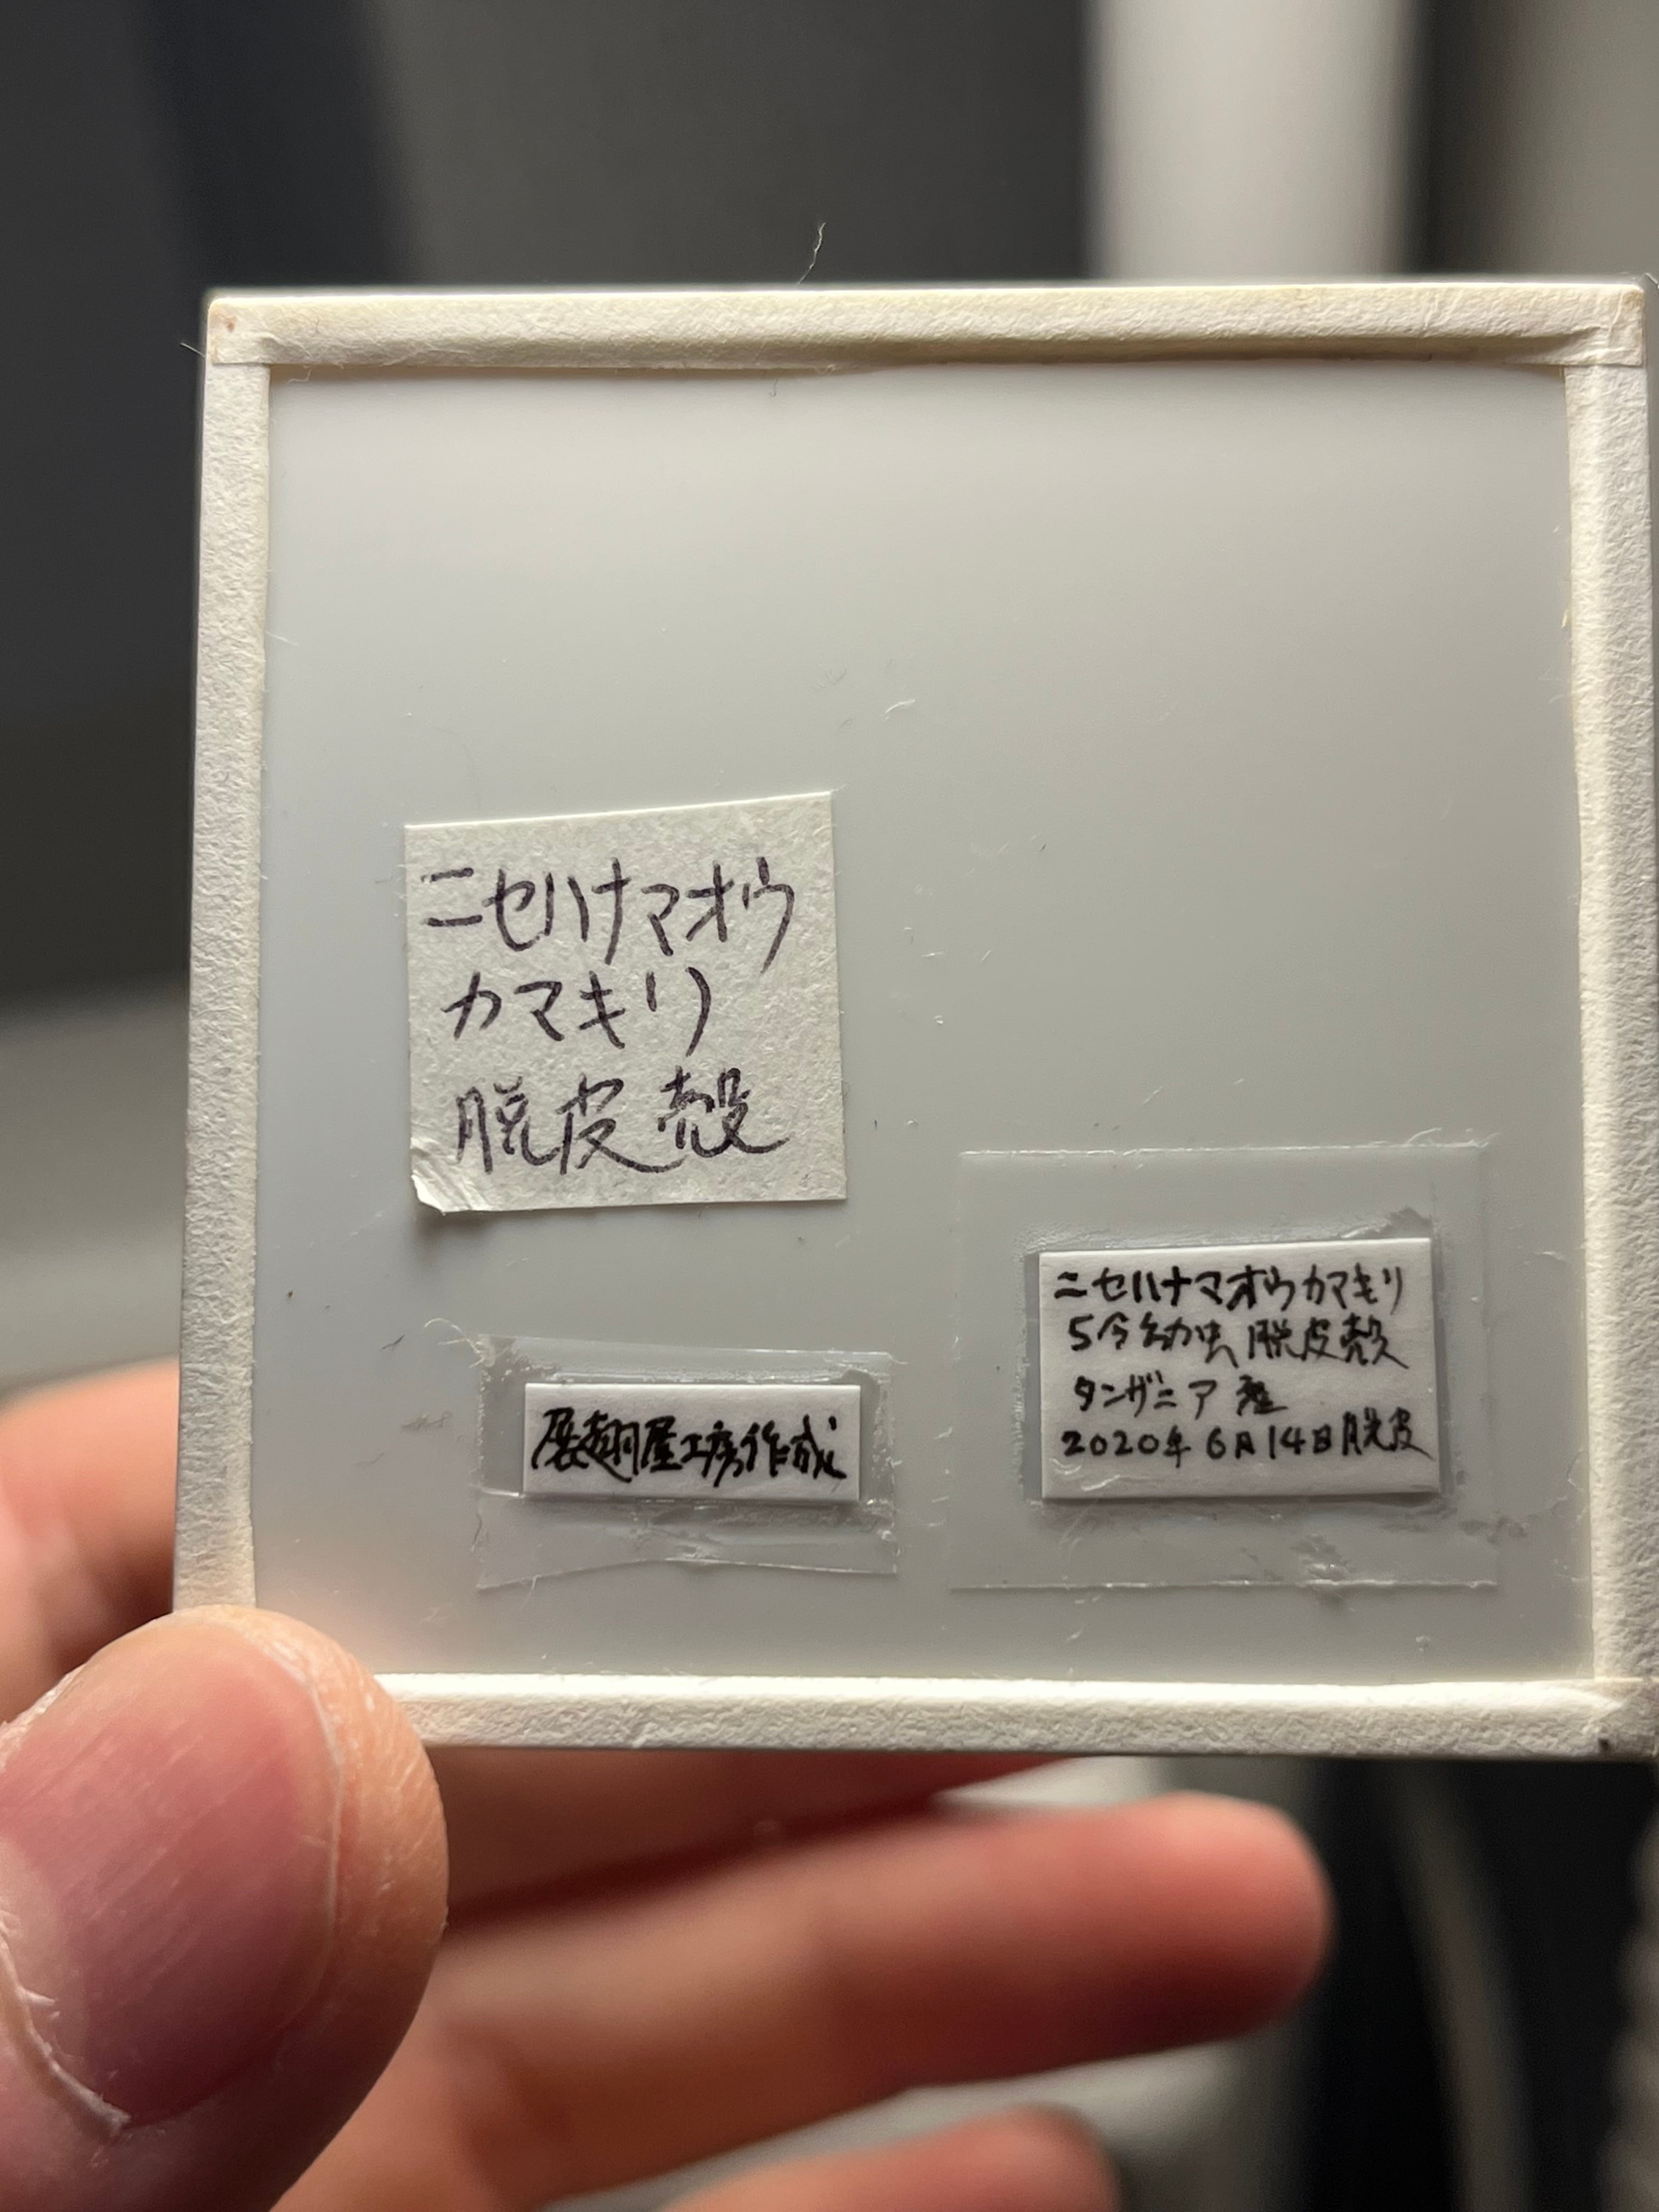 ニセハナマオウ
カマキリ
脱皮殻
展翅屋工房作成
ニセハナマオウカマキリ
5令幼虫脱皮殻
タンザニア産
2020年6月14日脱皮